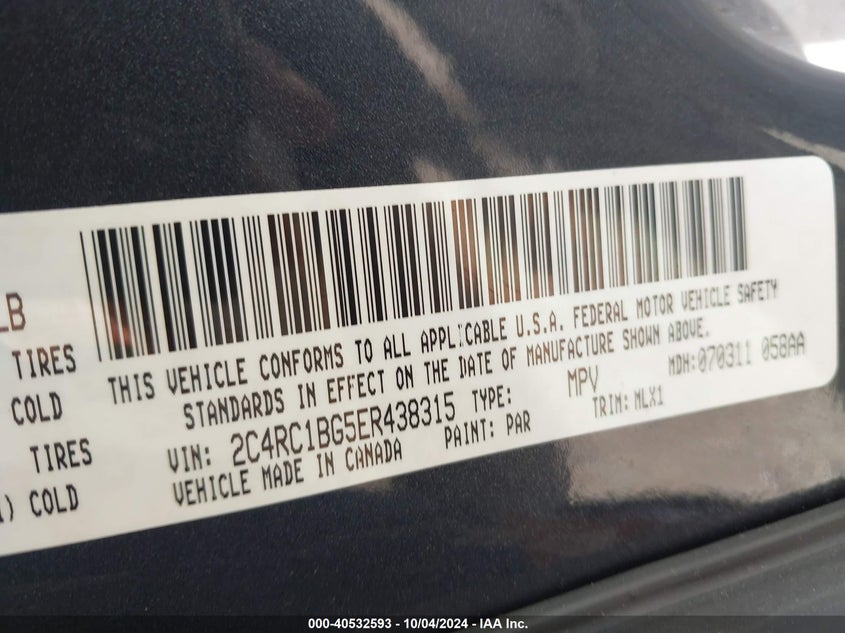 LB
TIRES
COLD
TIRES
) COLD
THIS VEHICLE CONFORMS TO ALL APPLICABLE U.S.A. FEDERAL MOTOR VEHICLE SAFETY
STANDARDS IN EFFECT ON THE DATE OF MANUFACTURE SHOWN ABOVE.
VIN: 2C4RC1BG5ER438315 TYPE: MPV MDH:070311 058AA
VEHICLE MADE IN CANADA PAINT: PAR TRIM: MLX1
000-40532593 - 10/04/2024 - IAA Inc.